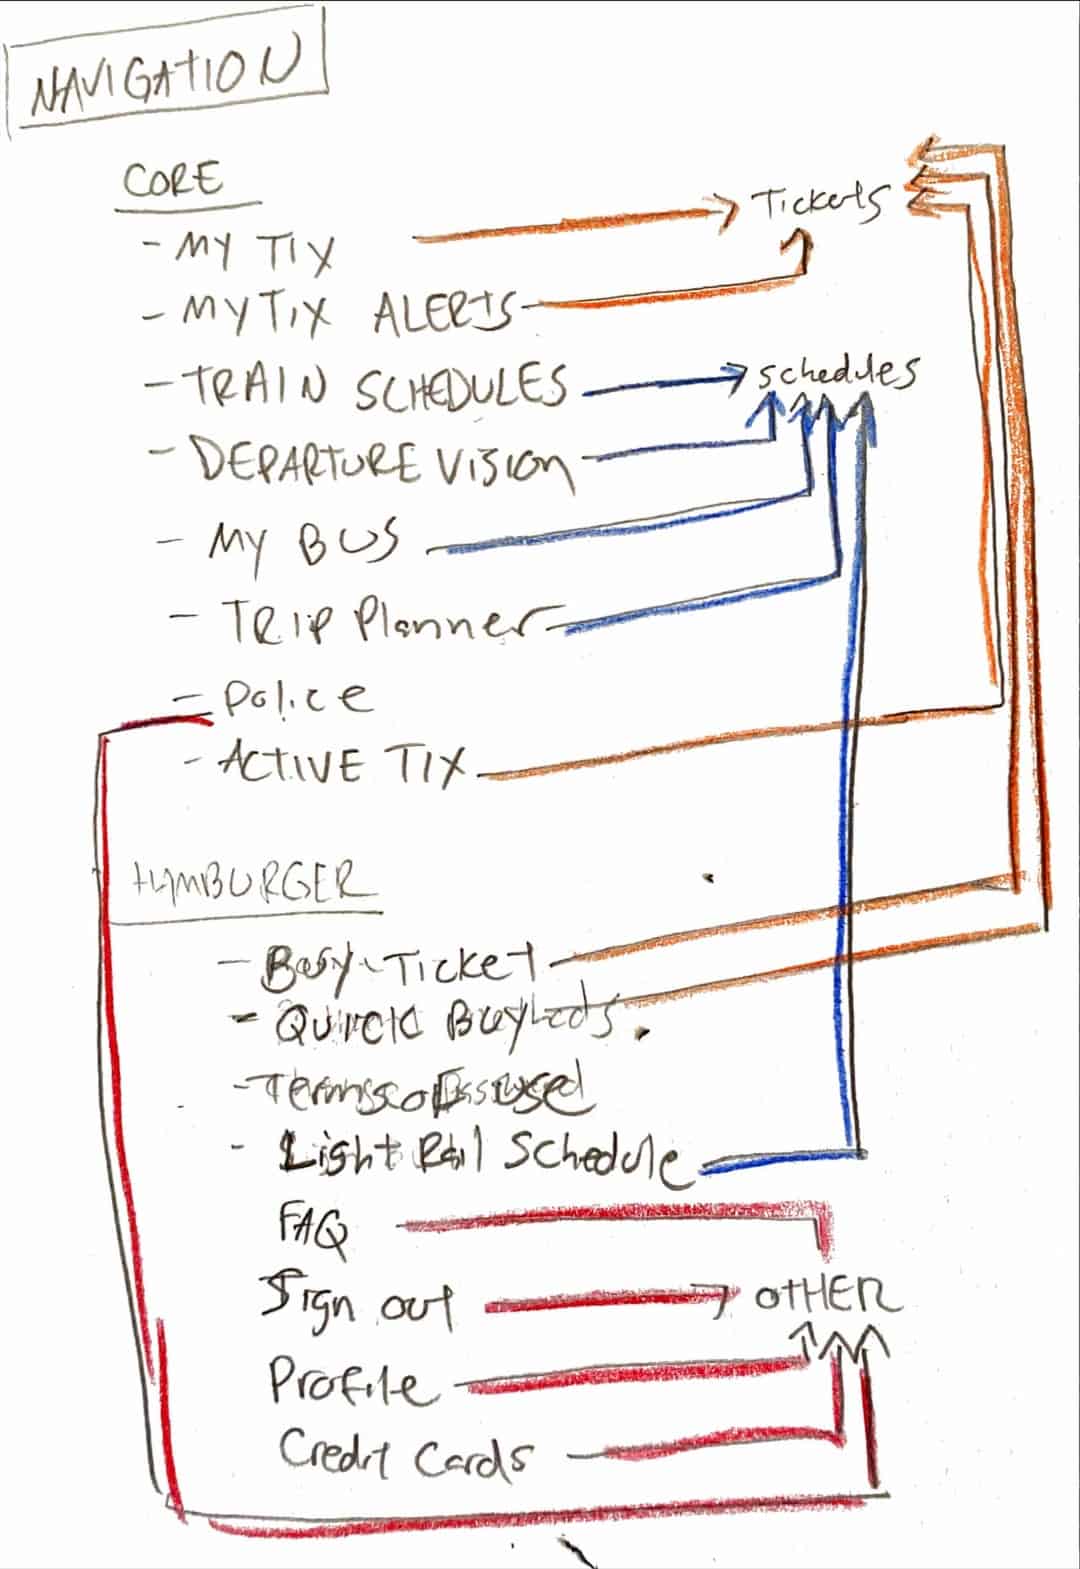 NAVIGATION
CORE
- MY TIX
Tickets
- MYTIX ALERTS
- TRAIN SCHEDULES
schedules
- DEPARTURE VISION
- MY BUS
- TRIP Planner
- Police
- ACTIVE TIX
HAMBURGER
- Buy Ticket
- Quick Buy
- Terms of use
- Light Rail Schedule
FAQ
Sign out
OTHER
Profile
Credit Cards